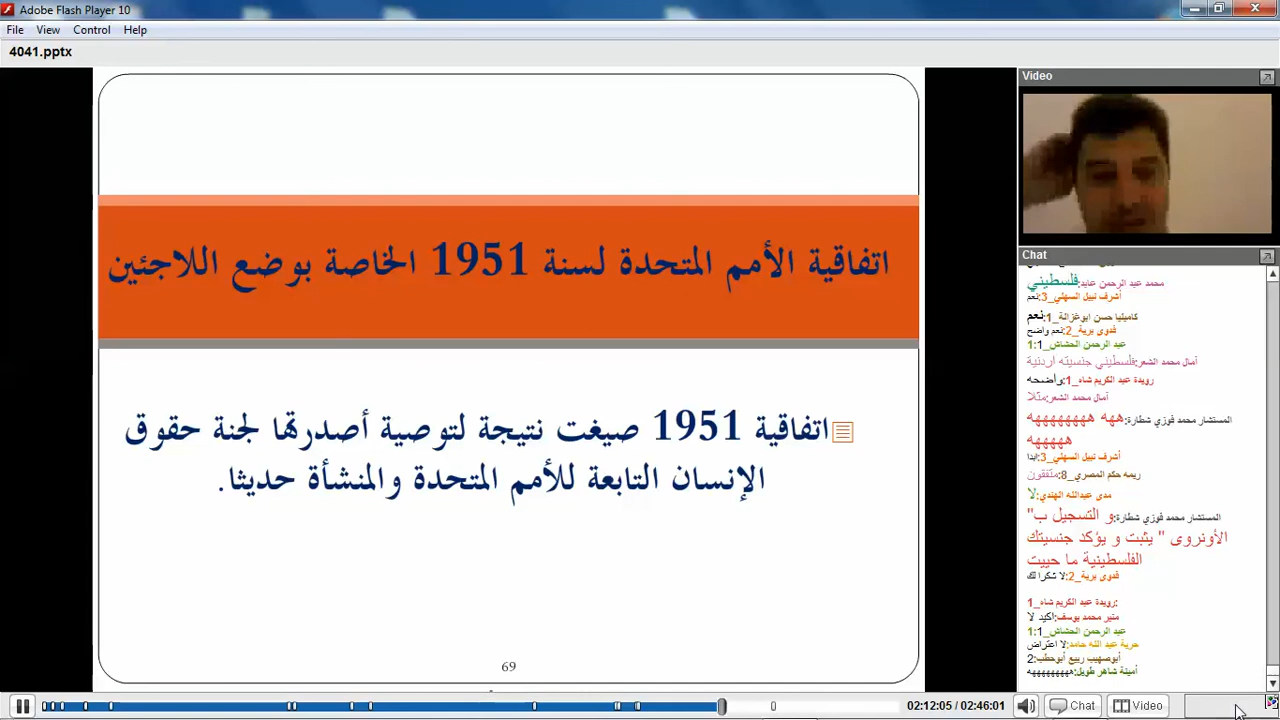 Adobe Flash Player 10
File View Control Help
4041.pptx
اتفاقية الأمم المتحدة لسنة 1951 الخاصة بوضع اللاجئين
اتفاقية 1951 صيغت نتيجة لتوصية أصدرتها لجنة حقوق
الإنسان التابعة للأمم المتحدة والمنشأة حديثا.
69
Video
Chat
محمد عبد الرحمن عابد:فلسطيني
أشرف نبيل السهلي_3:نعم
كاميليا حسن ابوغزالة_1:نعم
فدوى برية_2:نعم واضح
عبد الرحمن الحشاش_1:1
آمال محمد الشعر:فلسطيني جنسيته اردنية
رويدة عبد الكريم شاه_1:واضحه
آمال محمد الشعر:مثلا
المستشار محمد فوزي شطارة:ههه ههههههههه
هههههه
أشرف نبيل السهلي_3:ابدا
ريمه حكم المصري_8:متفقون
مدى عبدالله الهندي:لا
المستشار محمد فوزي شطارة:و التسجيل ب"
الأونروى " يثبت و يؤكد جنسيتك
الفلسطينية ما حييت
فدوى برية_2:لا شكرا لك
رويدة عبد الكريم شاه_1:
منير محمد يوسف:اكيد لا
عبد الرحمن الحشاش_1:1
حرية عبد الله حامد:لا اعتراض
أبوصهيب ربيع أبوحطب:2
أمينة شاهر طويل:ههههههههه
02:12:05 / 02:46:01
Chat
Video